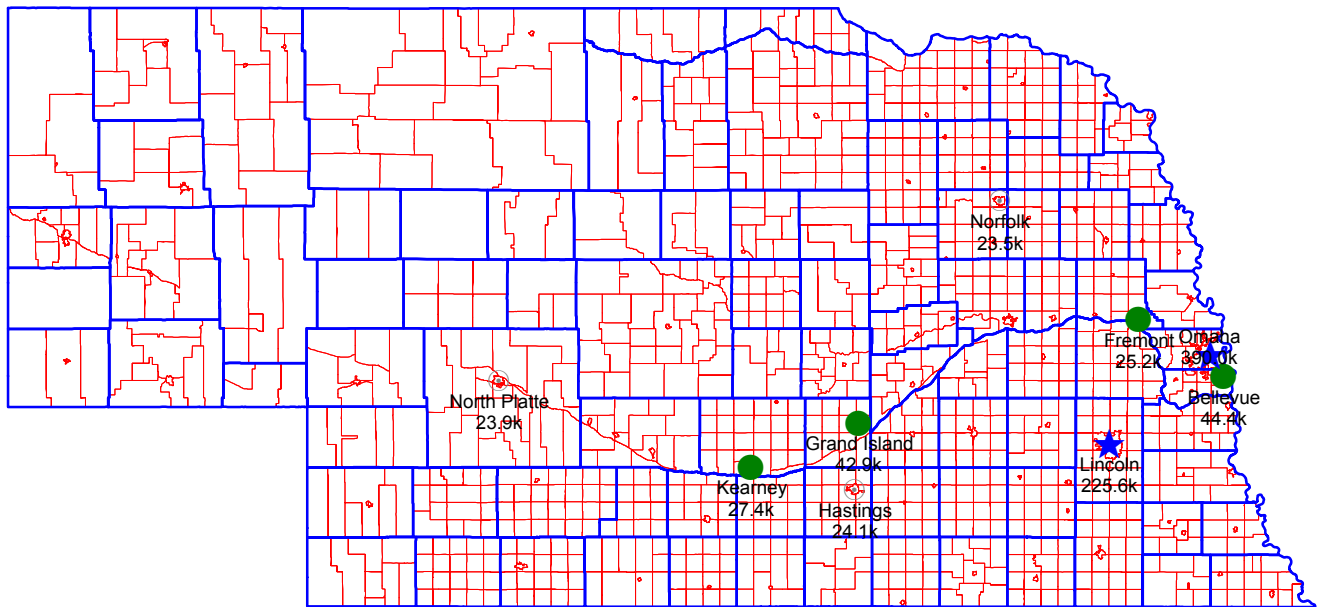 Norfolk
23.5k
Omaha
Fremont
25.2k
Bellevue
44.4k
North Platte
23.9k
Grand Island
42.9k
Lincoln
225.6k
Kearney
27.4k
Hastings
24.1k